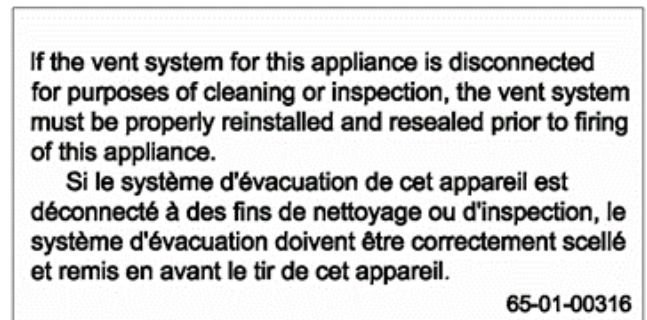 If the vent system for this appliance is disconnected
for purposes of cleaning or inspection, the vent system
must be properly reinstalled and resealed prior to firing
of this appliance.
Si le système d'évacuation de cet appareil est
déconnecté à des fins de nettoyage ou d'inspection, le
système d'évacuation doivent être correctement scellé
et remis en avant le tir de cet appareil.
65-01-00316